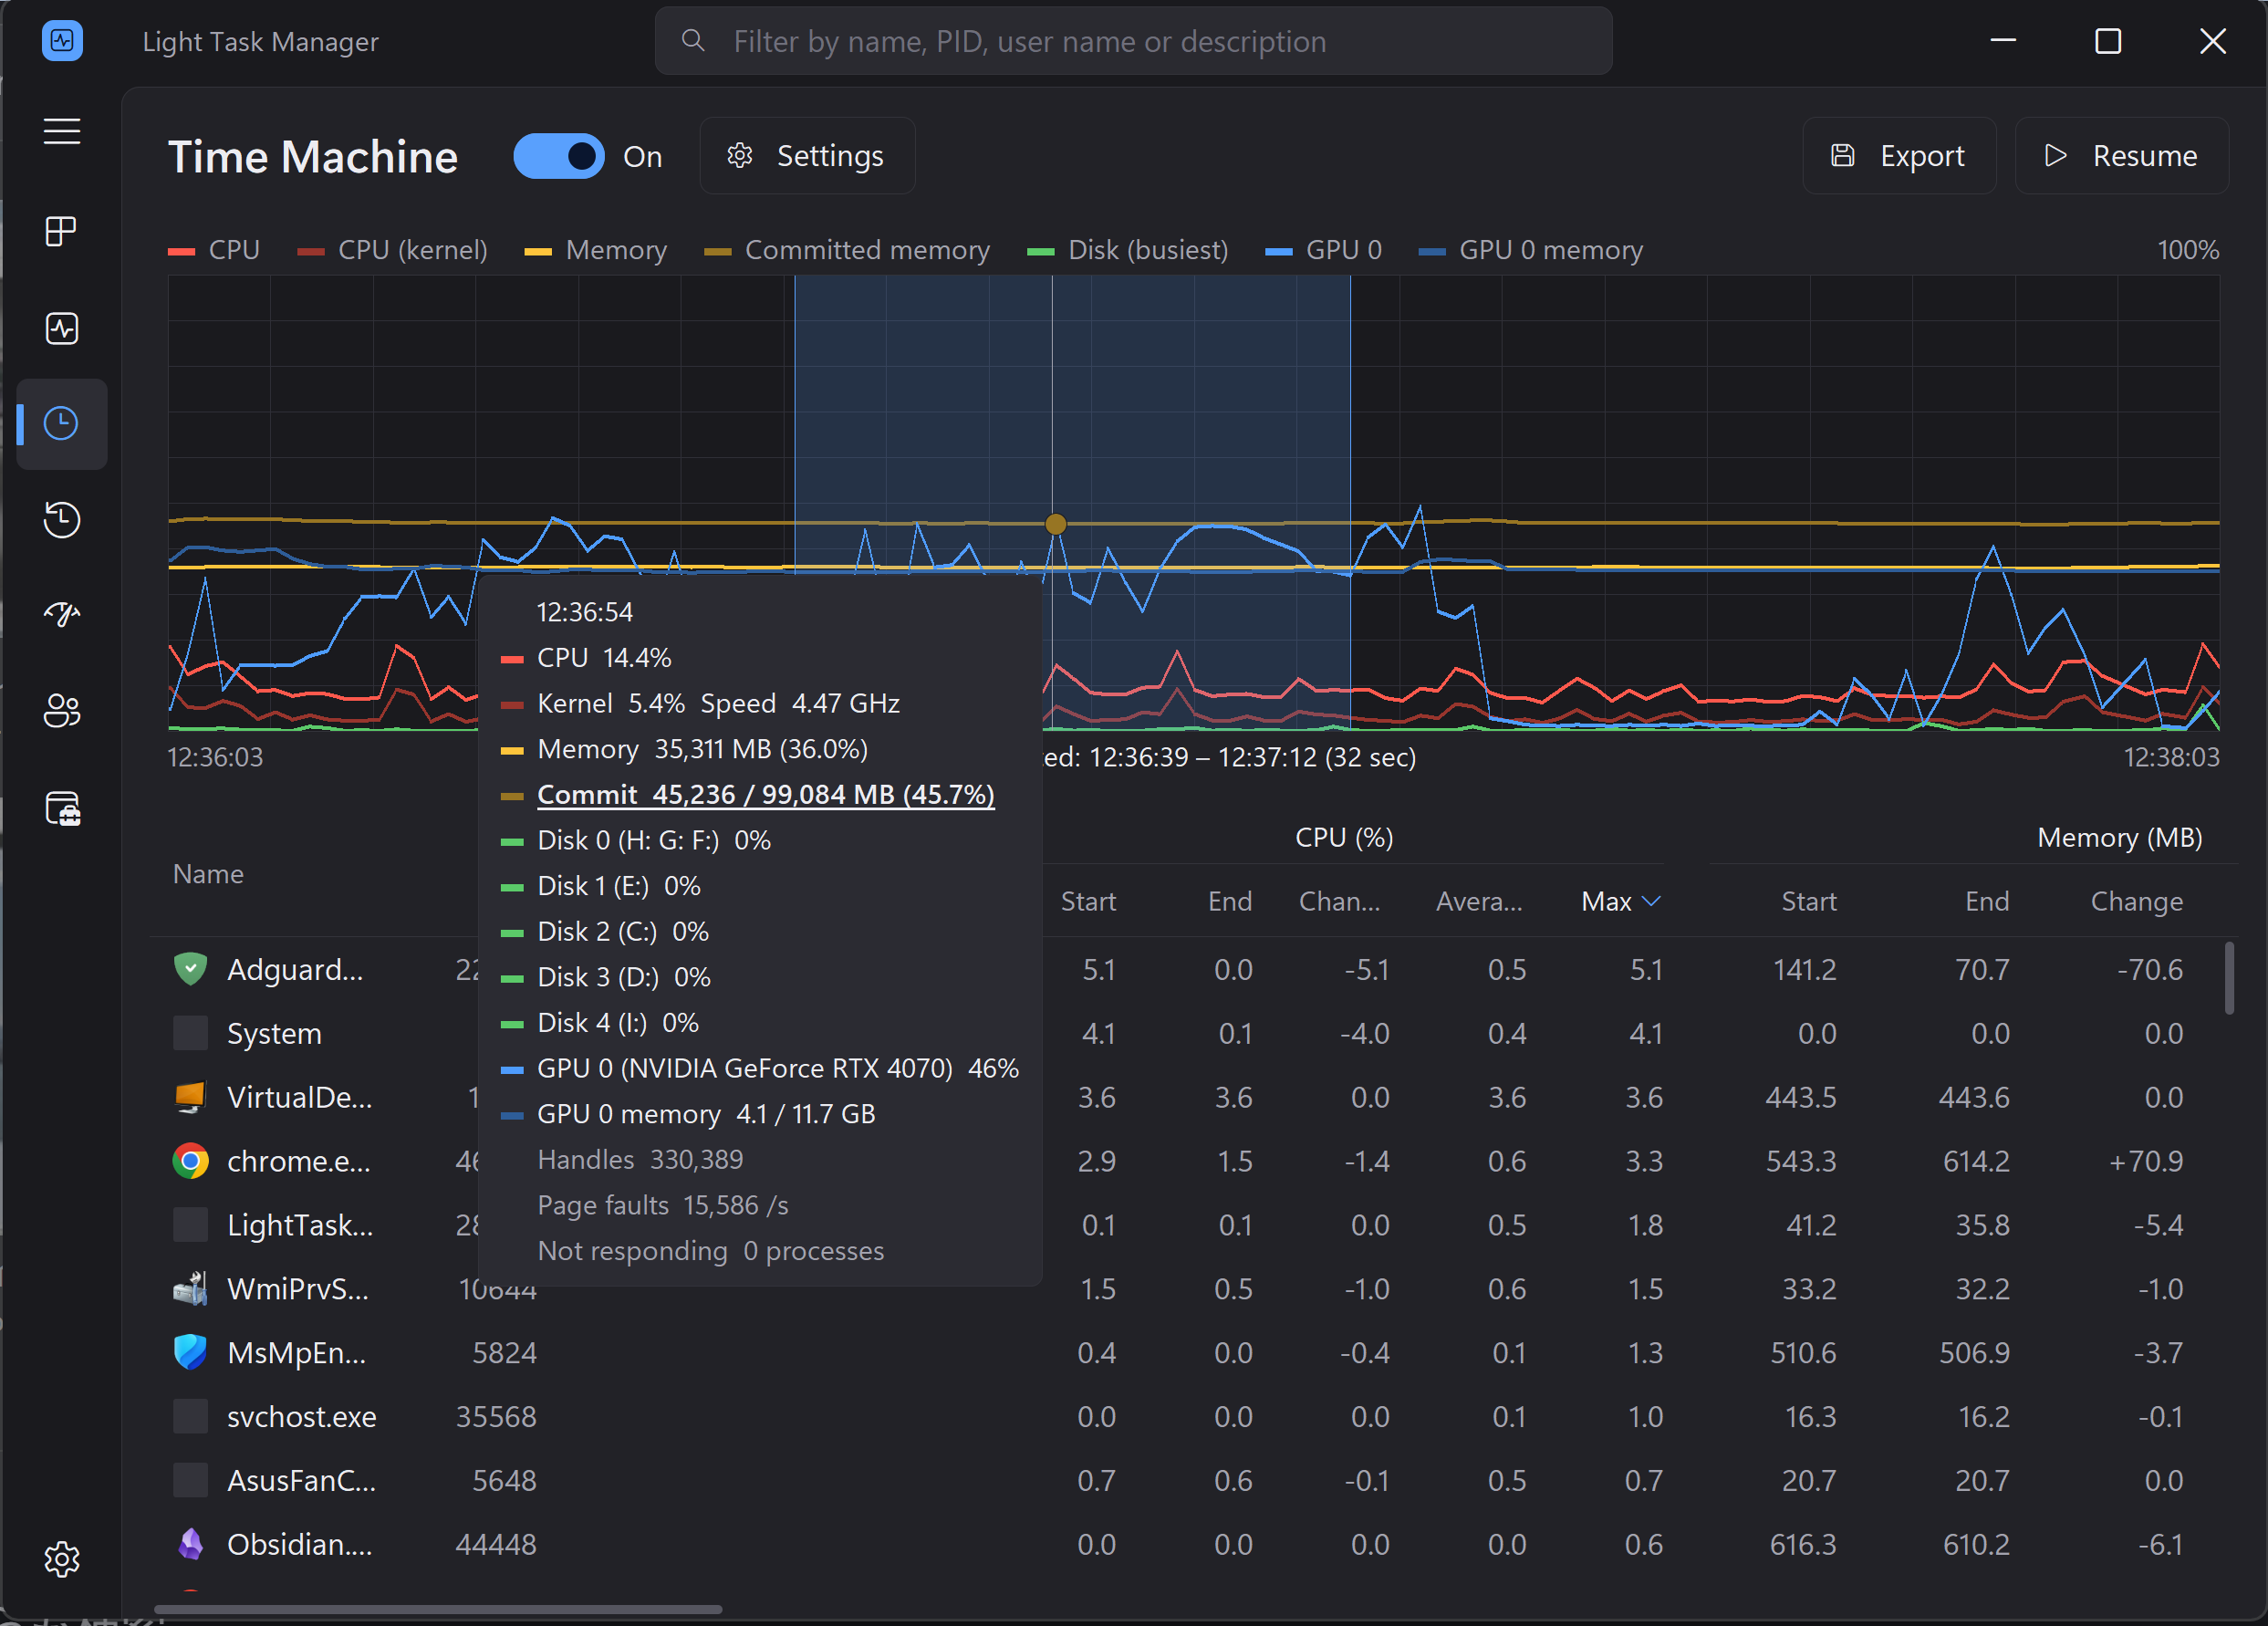 Light Task Manager
Filter by name, PID, user name or description
Time Machine On Settings Export Resume
CPU CPU (kernel) Memory Committed memory Disk (busiest) GPU 0 GPU 0 memory 100%
12:36:03 12:36:39 – 12:37:12 (32 sec) 12:38:03
12:36:54
CPU 14.4%
Kernel 5.4% Speed 4.47 GHz
Memory 35,311 MB (36.0%)
Commit 45,236 / 99,084 MB (45.7%)
Disk 0 (H: G: F:) 0%
Disk 1 (E:) 0%
Disk 2 (C:) 0%
Disk 3 (D:) 0%
Disk 4 (I:) 0%
GPU 0 (NVIDIA GeForce RTX 4070) 46%
GPU 0 memory 4.1 / 11.7 GB
Handles 330,389
Page faults 15,586 /s
Not responding 0 processes
CPU (%) Memory (MB)
Name Start End Chan... Avera... Max Start End Change
Adguard... 5.1 0.0 -5.1 0.5 5.1 141.2 70.7 -70.6
System 4.1 0.1 -4.0 0.4 4.1 0.0 0.0 0.0
VirtualDe... 3.6 3.6 0.0 3.6 3.6 443.5 443.6 0.0
chrome.e... 2.9 1.5 -1.4 0.6 3.3 543.3 614.2 +70.9
LightTask... 0.1 0.1 0.0 0.5 1.8 41.2 35.8 -5.4
WmiPrvS... 10644 1.5 0.5 -1.0 0.6 1.5 33.2 32.2 -1.0
MsMpEn... 5824 0.4 0.0 -0.4 0.1 1.3 510.6 506.9 -3.7
svchost.exe 35568 0.0 0.0 0.0 0.1 1.0 16.3 16.2 -0.1
AsusFanC... 5648 0.7 0.6 -0.1 0.5 0.7 20.7 20.7 0.0
Obsidian.... 44448 0.0 0.0 0.0 0.0 0.6 616.3 610.2 -6.1